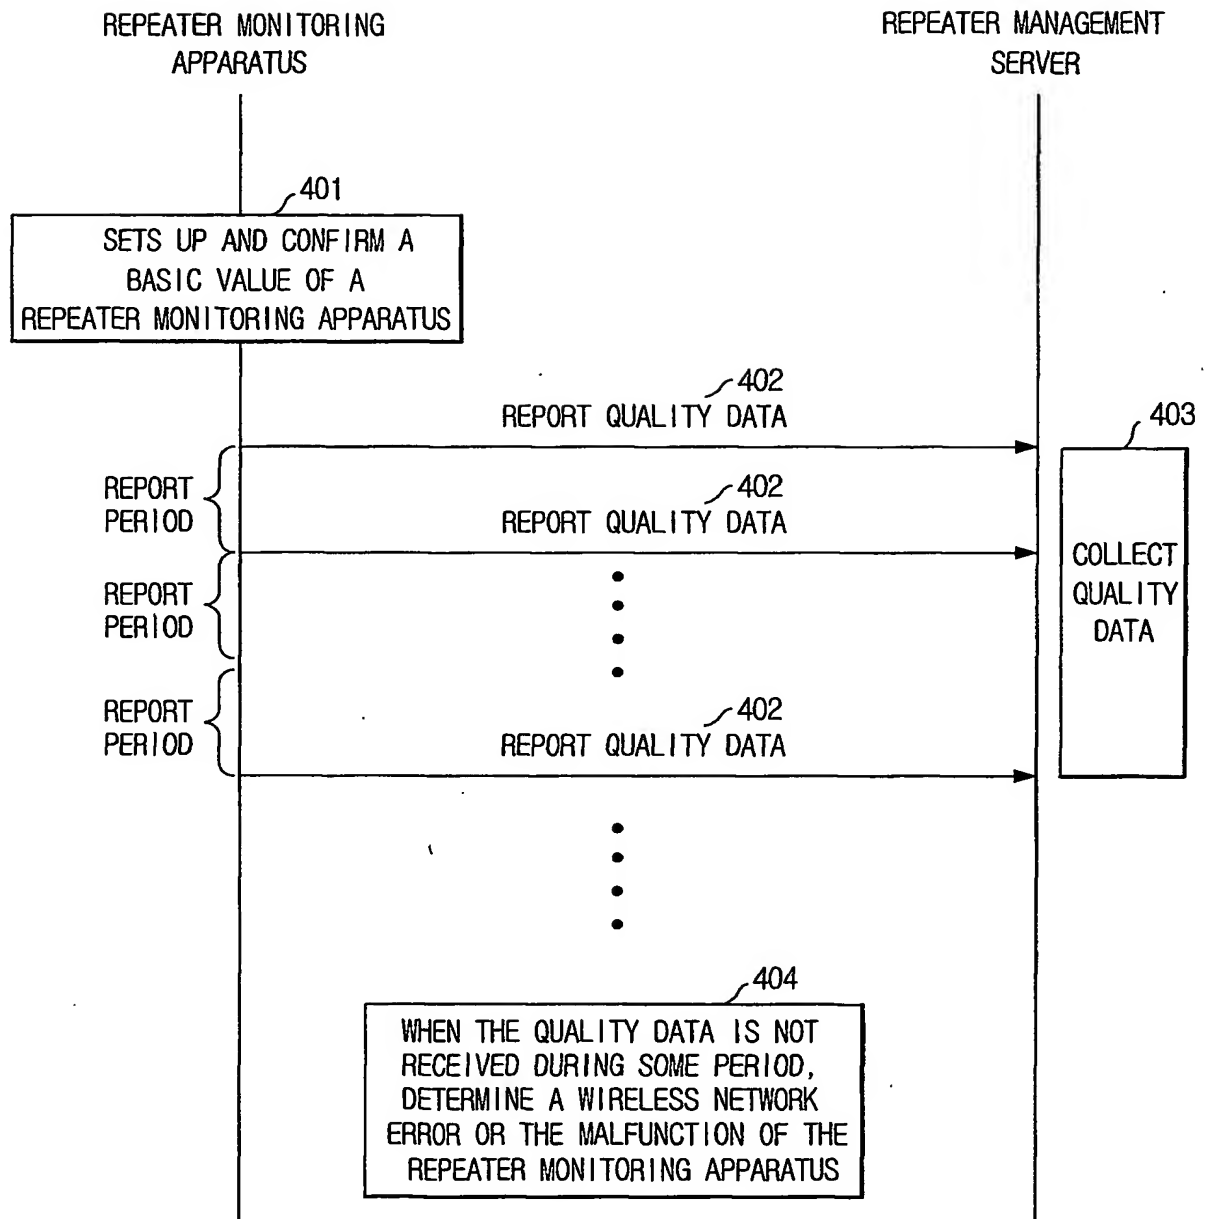 REPEATER MONITORING
APPARATUS
REPEATER MANAGEMENT
SERVER
401
SETS UP AND CONFIRM A
BASIC VALUE OF A
REPEATER MONITORING APPARATUS
402
REPORT QUALITY DATA
403
REPORT
PERIOD
402
REPORT QUALITY DATA
COLLECT
QUALITY
DATA
REPORT
PERIOD
REPORT
PERIOD
402
REPORT QUALITY DATA
404
WHEN THE QUALITY DATA IS NOT
RECEIVED DURING SOME PERIOD,
DETERMINE A WIRELESS NETWORK
ERROR OR THE MALFUNCTION OF THE
REPEATER MONITORING APPARATUS